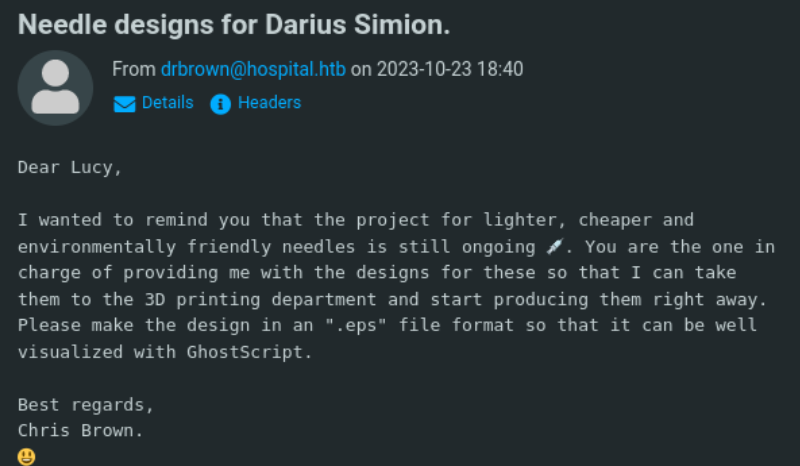 Needle designs for Darius Simion.
From drbrown@hospital.htb on 2023-10-23 18:40
Details Headers
Dear Lucy,
I wanted to remind you that the project for lighter, cheaper and
environmentally friendly needles is still ongoing 💉. You are the one in
charge of providing me with the designs for these so that I can take
them to the 3D printing department and start producing them right away.
Please make the design in an ".eps" file format so that it can be well
visualized with GhostScript.
Best regards,
Chris Brown.
😃